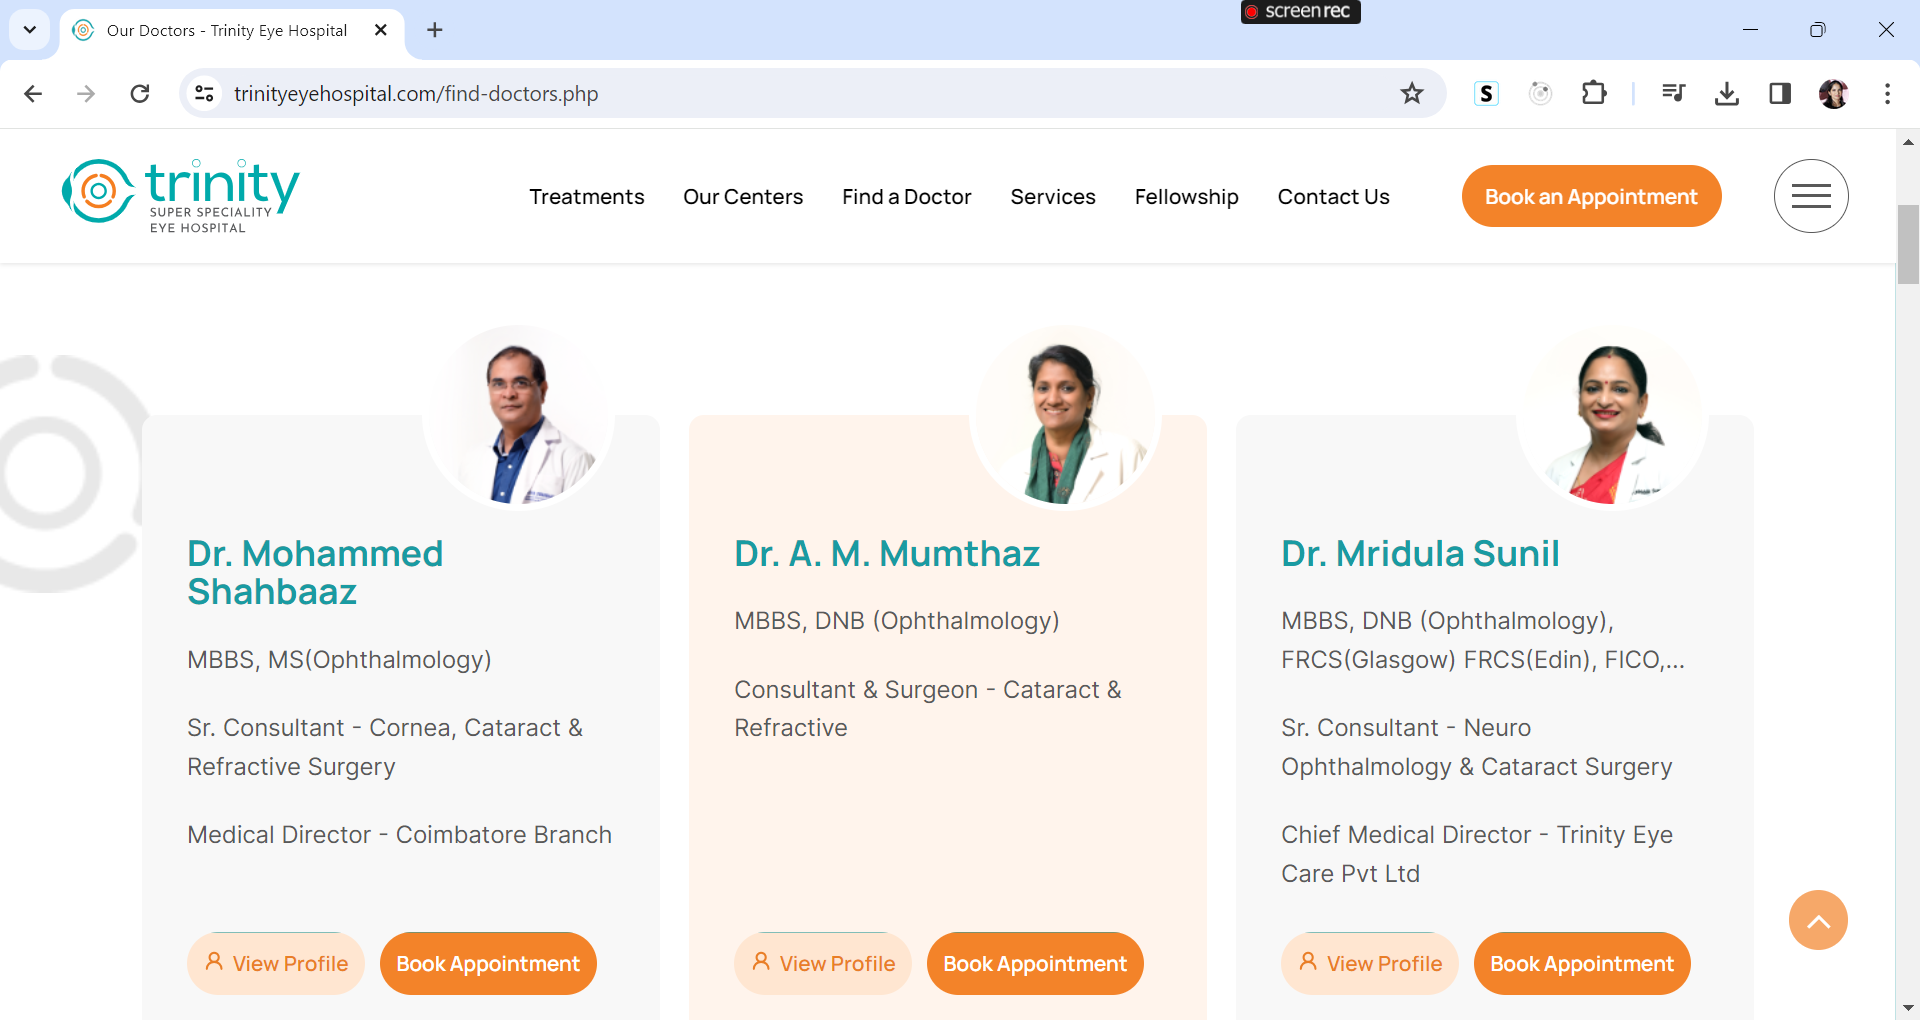 Our Doctors - Trinity Eye Hospital
screenrec
trinityeyehospital.com/find-doctors.php
S
trinity
SUPER SPECIALITY
EYE HOSPITAL
Treatments
Our Centers
Find a Doctor
Services
Fellowship
Contact Us
Book an Appointment
Dr. Mohammed
Shahbaaz
MBBS, MS(Ophthalmology)
Sr. Consultant - Cornea, Cataract &
Refractive Surgery
Medical Director - Coimbatore Branch
View Profile
Book Appointment
Dr. A. M. Mumthaz
MBBS, DNB (Ophthalmology)
Consultant & Surgeon - Cataract &
Refractive
View Profile
Book Appointment
Dr. Mridula Sunil
MBBS, DNB (Ophthalmology),
FRCS(Glasgow) FRCS(Edin), FICO,...
Sr. Consultant - Neuro
Ophthalmology & Cataract Surgery
Chief Medical Director - Trinity Eye
Care Pvt Ltd
View Profile
Book Appointment